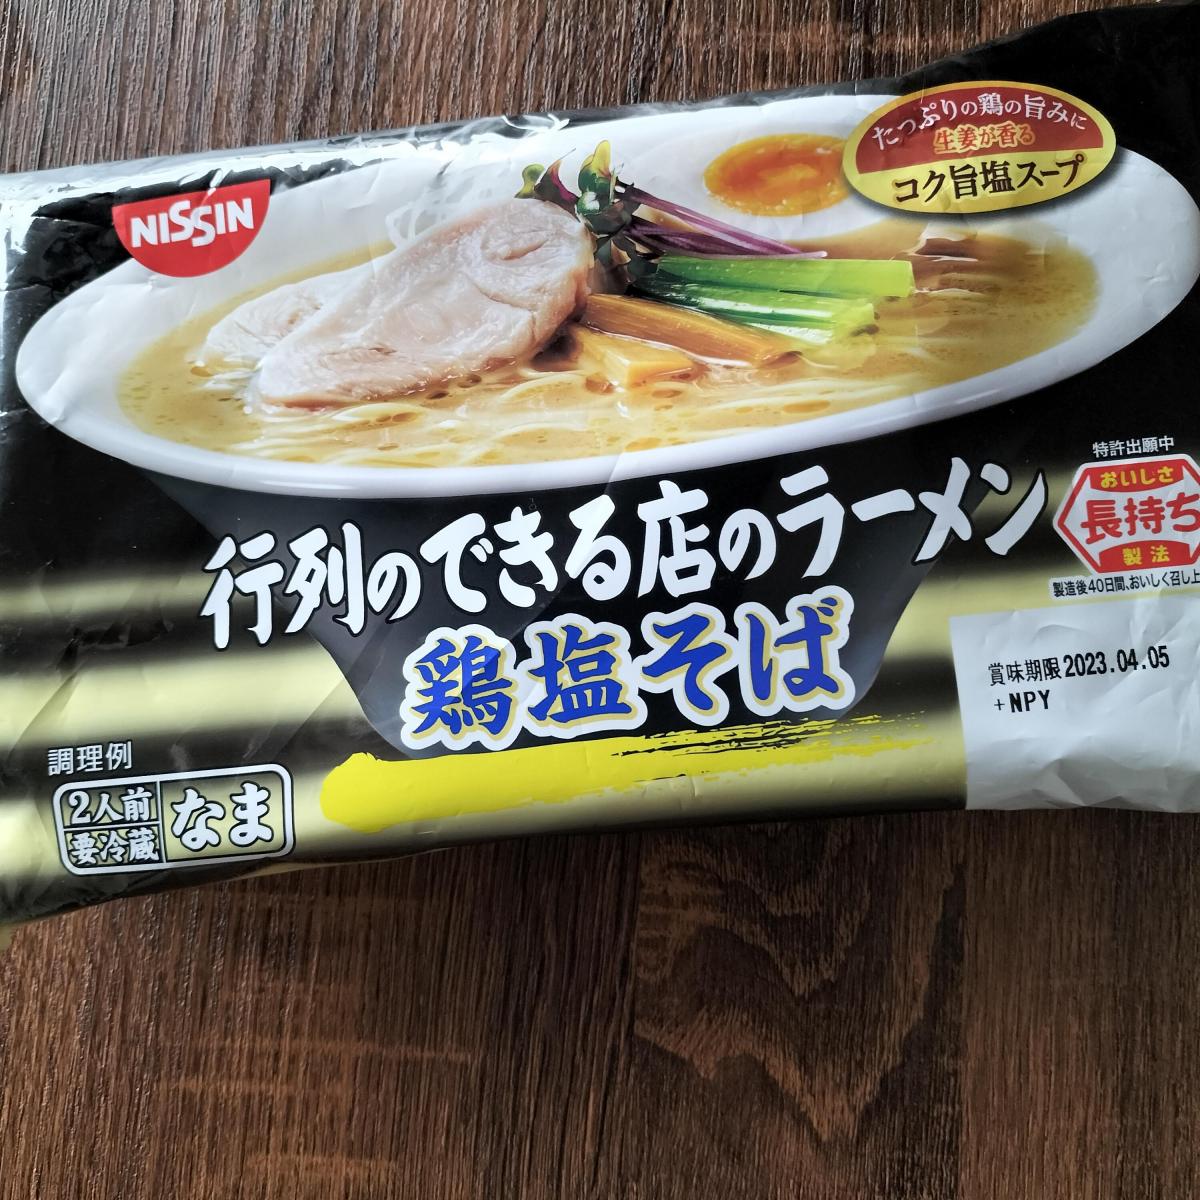 たっぷりの鶏の旨みに
生姜が香る
コク旨塩スープ
NISSIN
行列のできる店のラーメン
鶏塩そば
特許出願中
おいしさ
長持ち
製法
製造後40日間、おいしく召し上
賞味期限2023.04.05
+NPY
調理例
2人前
要冷蔵
なま